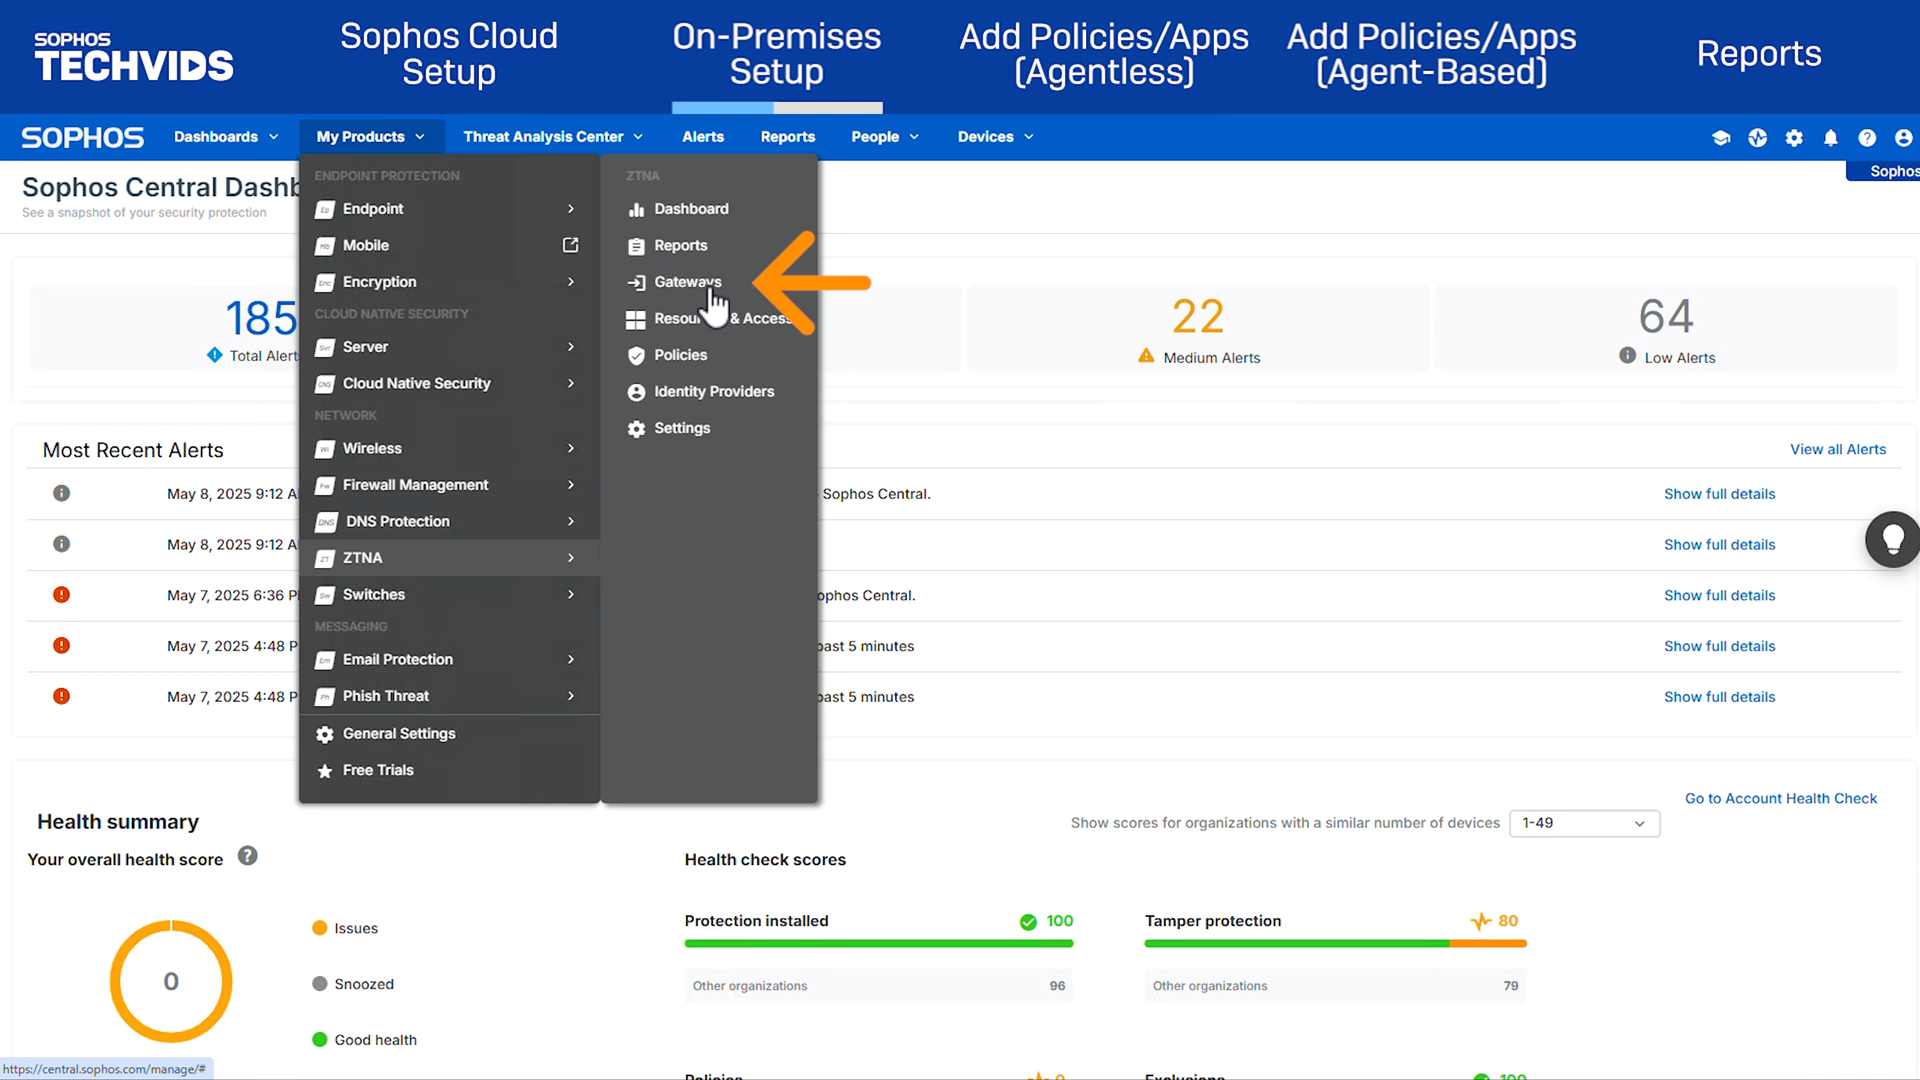 SOPHOS
TECHVIDS
Sophos Cloud
Setup
On-Premises
Setup
Add Policies/Apps
(Agentless)
Add Policies/Apps
(Agent-Based)
Reports
SOPHOS
Dashboards
My Products
Threat Analysis Center
Alerts
Reports
People
Devices
Sophos Central Dashb
See a snapshot of your security protection
Sophos
ENDPOINT PROTECTION
Endpoint
Mobile
Encryption
CLOUD NATIVE SECURITY
Server
Cloud Native Security
NETWORK
Wireless
Firewall Management
DNS Protection
ZTNA
Switches
MESSAGING
Email Protection
Phish Threat
General Settings
Free Trials
ZTNA
Dashboard
Reports
Gateways
& Access
Policies
Identity Providers
Settings
185
Total Alerts
22
Medium Alerts
64
Low Alerts
Most Recent Alerts
View all Alerts
May 8, 2025 9:12 A
Sophos Central.
Show full details
May 8, 2025 9:12 A
Show full details
May 7, 2025 6:36 P
ophos Central.
Show full details
May 7, 2025 4:48 P
past 5 minutes
Show full details
May 7, 2025 4:48 P
past 5 minutes
Show full details
Go to Account Health Check
Health summary
Show scores for organizations with a similar number of devices
1-49
Your overall health score
Health check scores
0
Issues
Snoozed
Good health
Protection installed
100
Other organizations
96
Tamper protection
80
Other organizations
79
Policies
Exclusions
100
https://central.sophos.com/manage/#